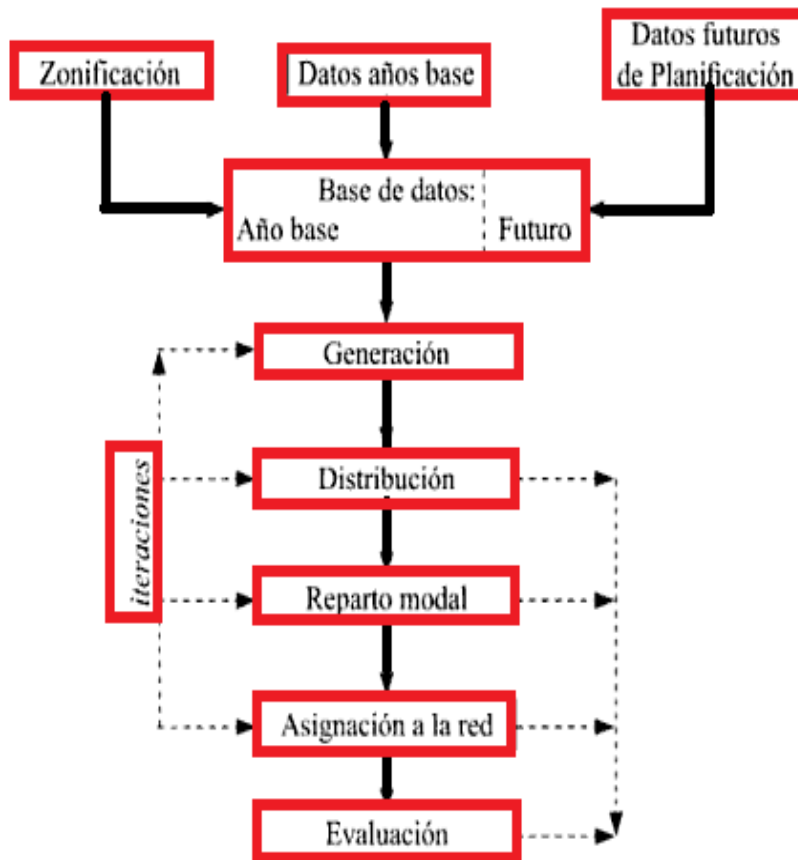 Zonificación
Datos años base
Datos futuros
de Planificación
Base de datos:
Año base
Futuro
Generación
iteraciones
Distribución
Reparto modal
Asignación a la red
Evaluación